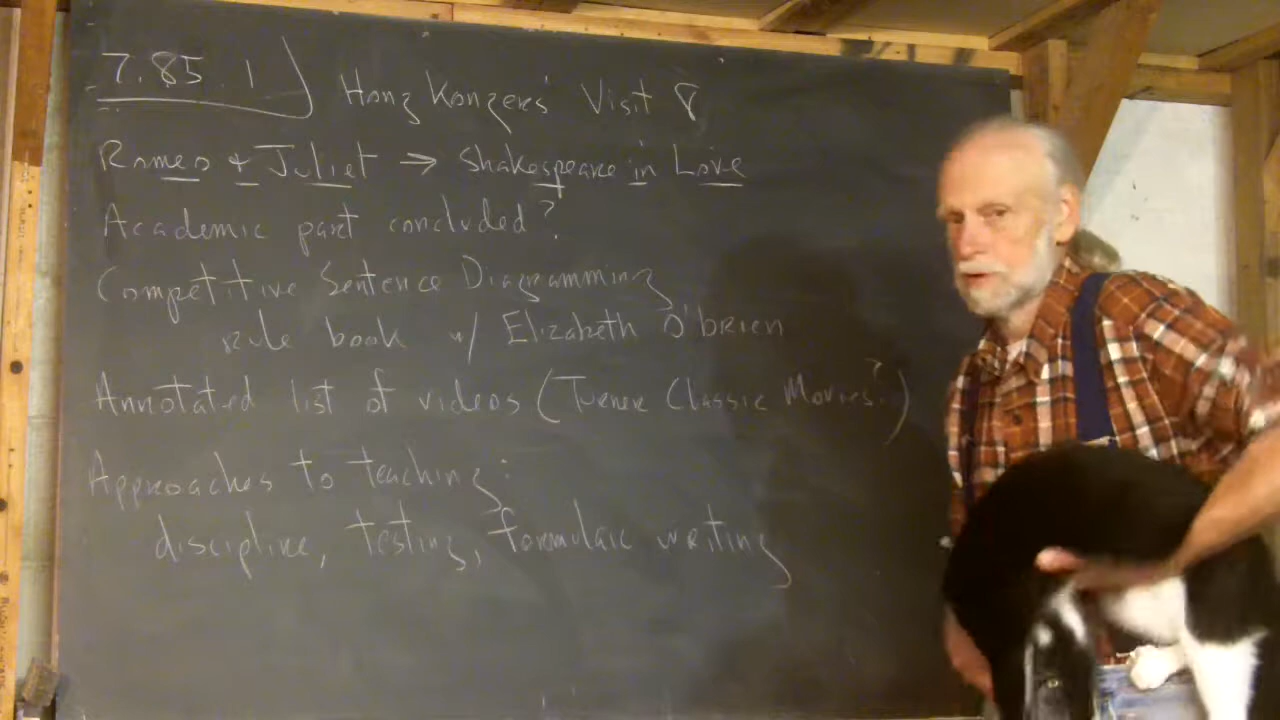 7.85.1) Hong Kongers' Visit 8
Romeo & Juliet → Shakespeare in Love
Academic part concluded?
Competitive Sentence Diagramming
rule book w/ Elizabeth O'brien
Annotated list of videos (Turner Classic Movies?)
Approaches to teaching:
discipline, testing, formulaic writing